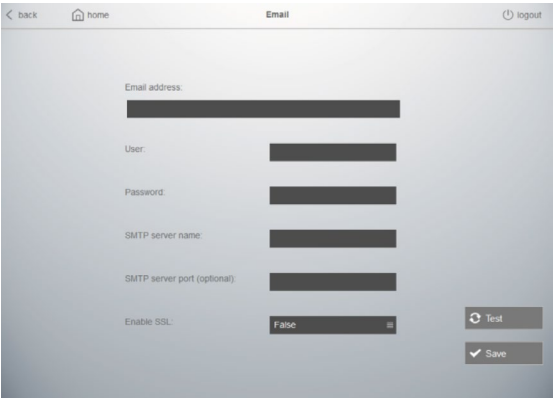 back
home
Email
logout
Email address:
User:
Password:
SMTP server name:
SMTP server port (optional):
Enable SSL:
False
Test
Save